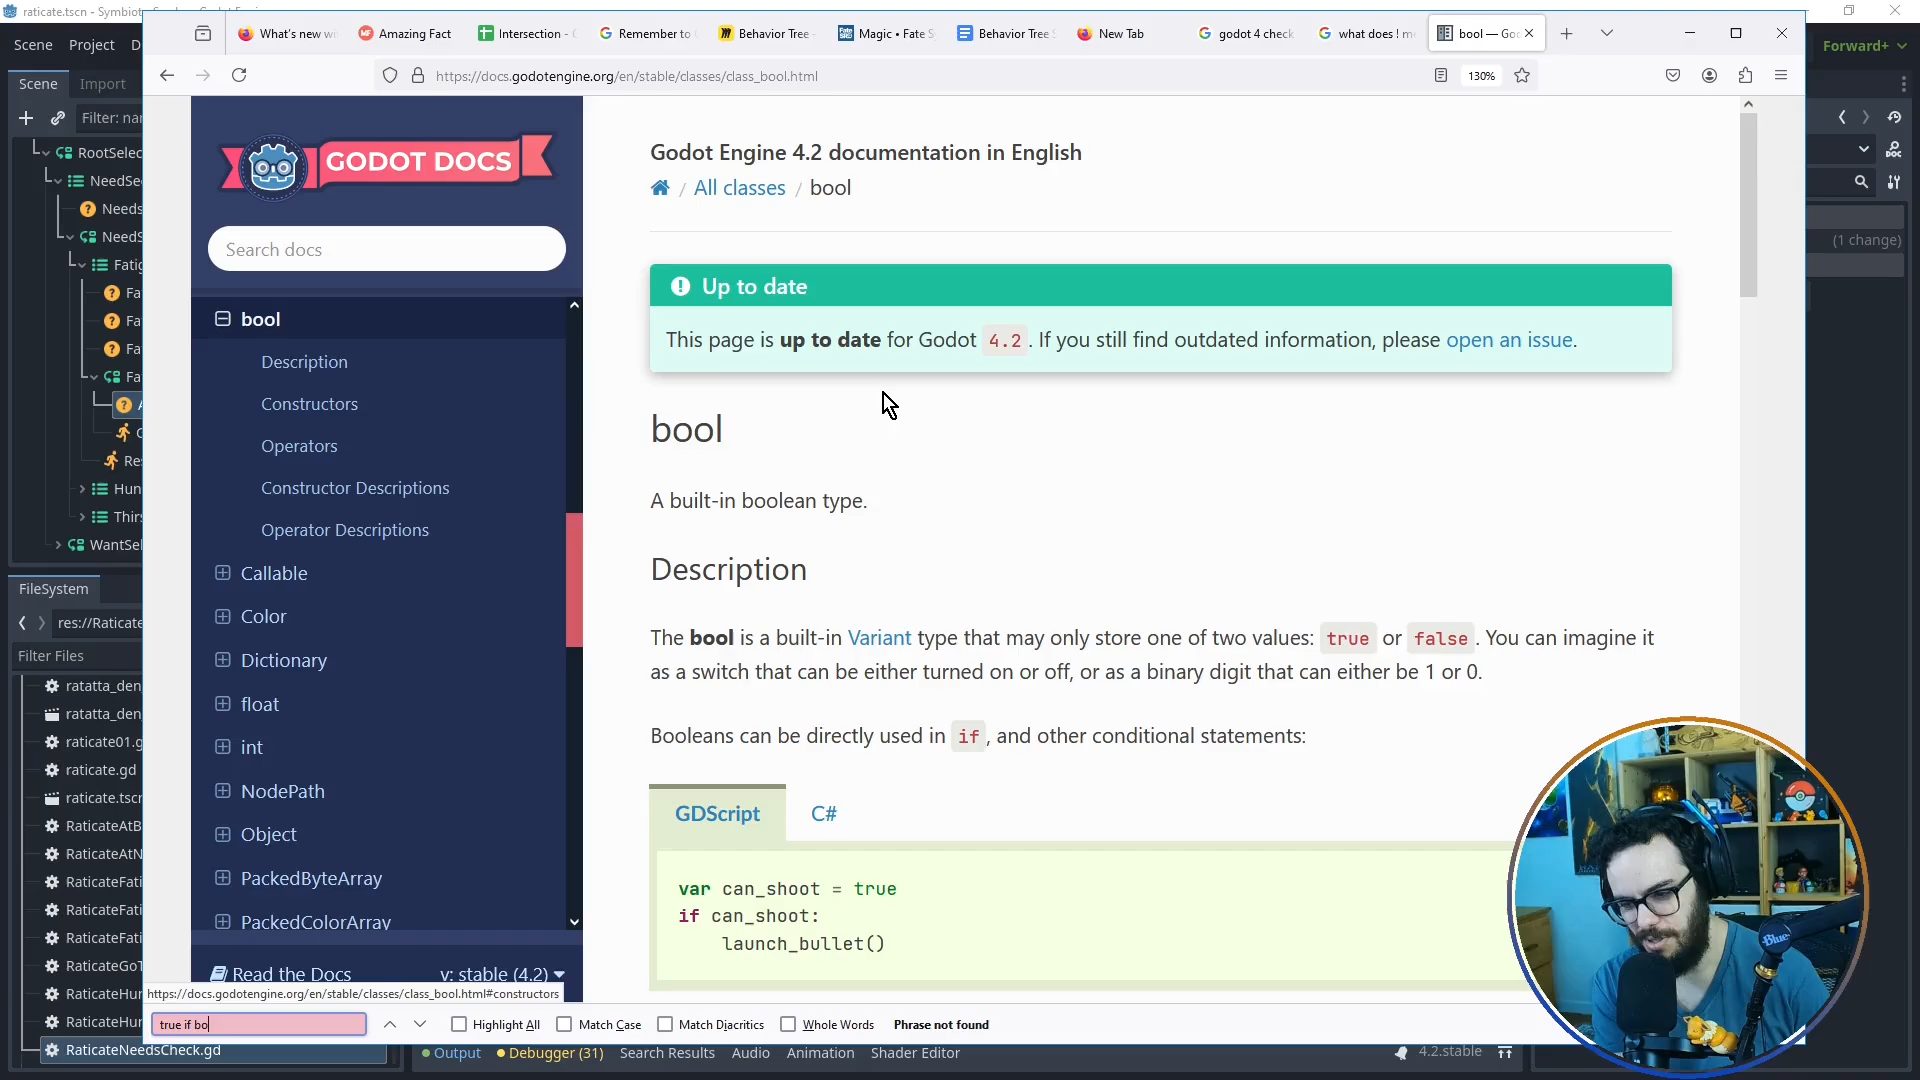 raticate.tscn - Symbiot
What's new wi
Amazing Fact
Intersection - G
Remember to
Behavior Tree -
Magic • Fate S
Behavior Tree S
New Tab
godot 4 check
what does ! me
bool — Go
Scene Project D
Forward+
https://docs.godotengine.org/en/stable/classes/class_bool.html
130%
Scene Import
Filter: nar
RootSelec
NeedSe
Needs
NeedS
Fatig
Fa
Fa
Fa
Fa
A
Res
Hun
Thirs
WantSel
FileSystem
res://Raticate
Filter Files
ratatta_den
ratatta_den
raticate01.g
raticate.gd
raticate.tscn
RaticateAtB
RaticateAtN
RaticateFati
RaticateFati
RaticateFati
RaticateGoT
RaticateHur
RaticateHur
RaticateNeedsCheck.gd
GODOT DOCS
Search docs
bool
Description
Constructors
Operators
Constructor Descriptions
Operator Descriptions
Callable
Color
Dictionary
float
int
NodePath
Object
PackedByteArray
PackedColorArray
Read the Docs v: stable (4.2)
https://docs.godotengine.org/en/stable/classes/class_bool.html#constructors
Godot Engine 4.2 documentation in English
/ All classes / bool
Up to date
This page is up to date for Godot 4.2. If you still find outdated information, please open an issue.
bool
A built-in boolean type.
Description
The bool is a built-in Variant type that may only store one of two values: true or false. You can imagine it
as a switch that can be either turned on or off, or as a binary digit that can either be 1 or 0.
Booleans can be directly used in if, and other conditional statements:
GDScript C#
var can_shoot = true
if can_shoot:
launch_bullet()
DOC
(1 change)
Blue
true if bo
Highlight All Match Case Match Diacritics Whole Words Phrase not found
Output Debugger (31) Search Results Audio Animation Shader Editor
4.2.stable